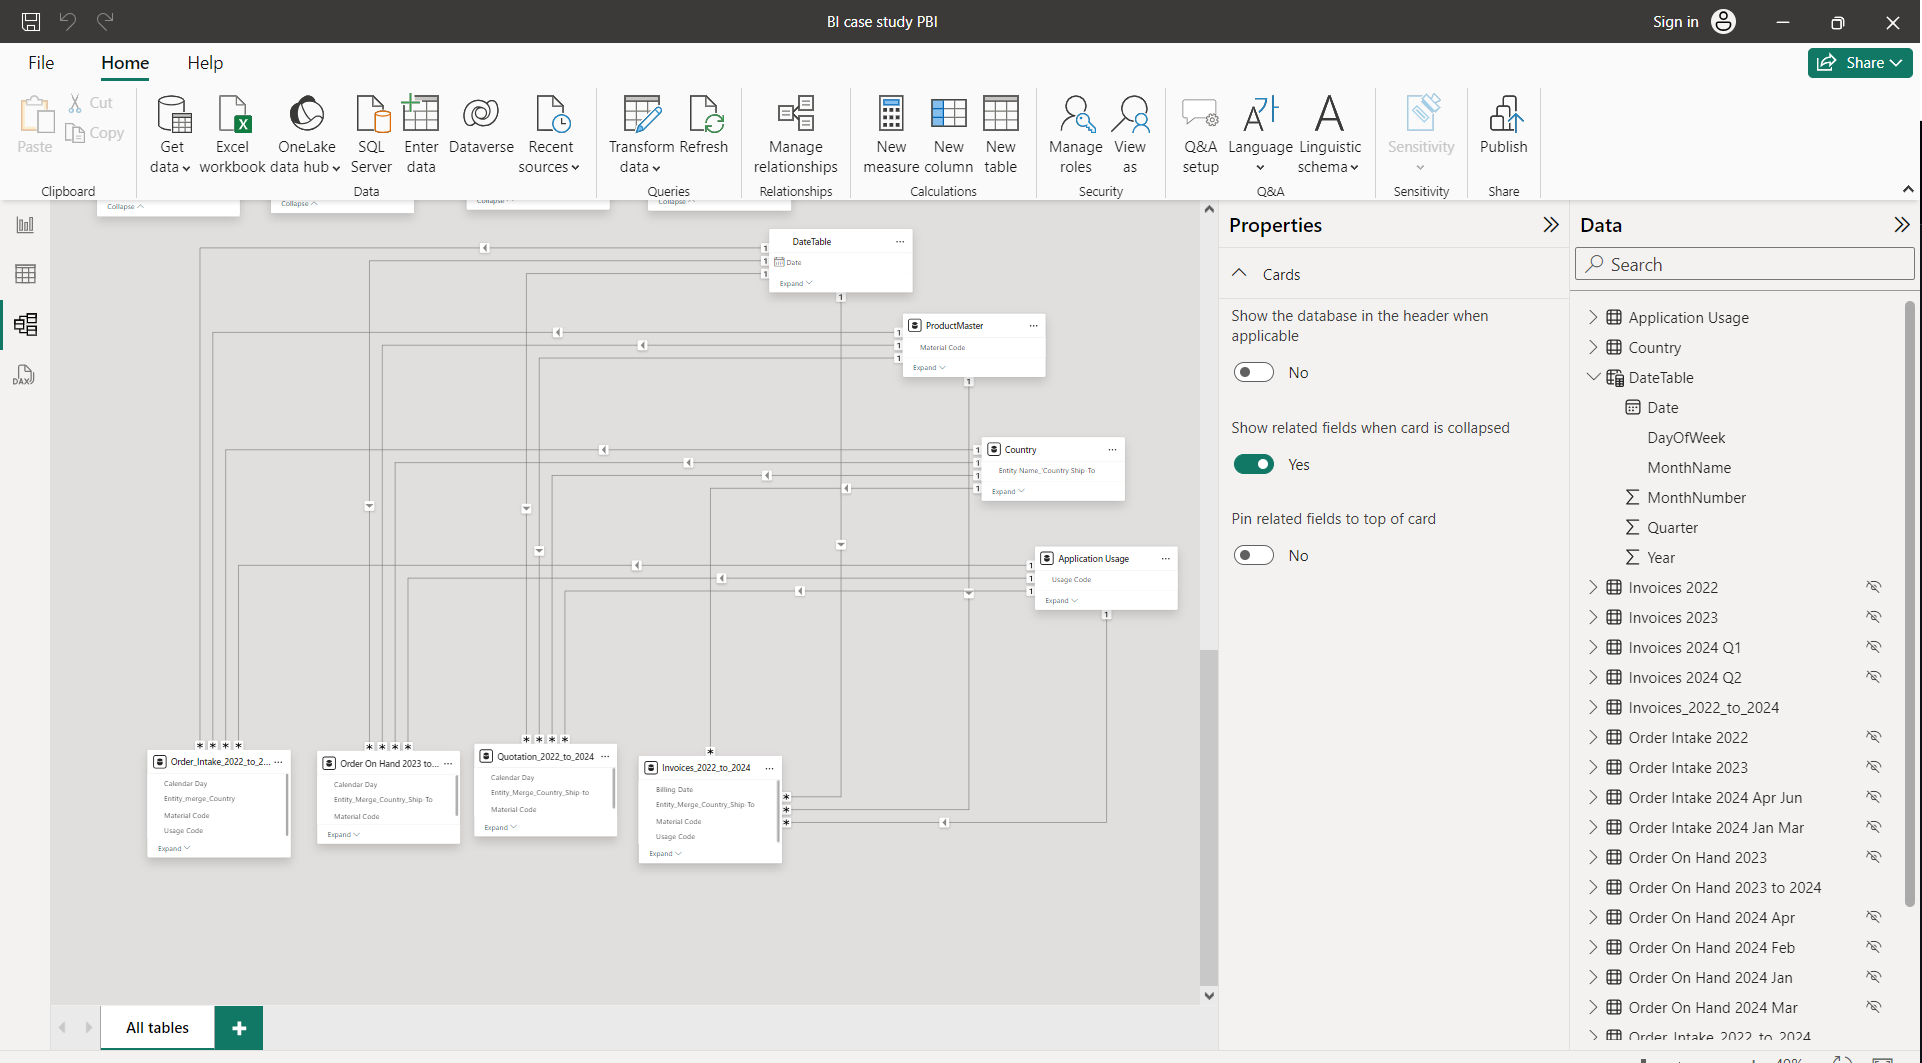 BI case study PBI
Sign in
File
Home
Help
Share
Paste
Cut
Copy
Clipboard
Get data
Excel workbook
OneLake data hub
SQL Server
Enter data
Dataverse
Recent sources
Data
Transform data
Refresh
Queries
Manage relationships
Relationships
New measure
New column
New table
Calculations
Manage roles
View as
Security
Q&A setup
Language
Linguistic schema
Q&A
Sensitivity
Sensitivity
Publish
Share
DAX
Collapse
Collapse
Collapse
Collapse
DateTable
Date
Expand
ProductMaster
Material Code
Expand
Country
Entity Name_'Country Ship-To
Expand
Application Usage
Usage Code
Expand
Order_Intake_2022_to_2...
Calendar Day
Entity_merge_Country
Material Code
Usage Code
Expand
Order On Hand 2023 to...
Calendar Day
Entity_Merge_Country_Ship-To
Material Code
Expand
Quotation_2022_to_2024
Calendar Day
Entity_Merge_Country_Ship-to
Material Code
Expand
Invoices_2022_to_2024
Billing Date
Entity_Merge_Country_Ship-To
Material Code
Usage Code
Expand
Properties
Cards
Show the database in the header when
applicable
No
Show related fields when card is collapsed
Yes
Pin related fields to top of card
No
Data
Search
Application Usage
Country
DateTable
Date
DayOfWeek
MonthName
MonthNumber
Quarter
Year
Invoices 2022
Invoices 2023
Invoices 2024 Q1
Invoices 2024 Q2
Invoices_2022_to_2024
Order Intake 2022
Order Intake 2023
Order Intake 2024 Apr Jun
Order Intake 2024 Jan Mar
Order On Hand 2023
Order On Hand 2023 to 2024
Order On Hand 2024 Apr
Order On Hand 2024 Feb
Order On Hand 2024 Jan
Order On Hand 2024 Mar
Order_Intake_2022_to_2024
All tables